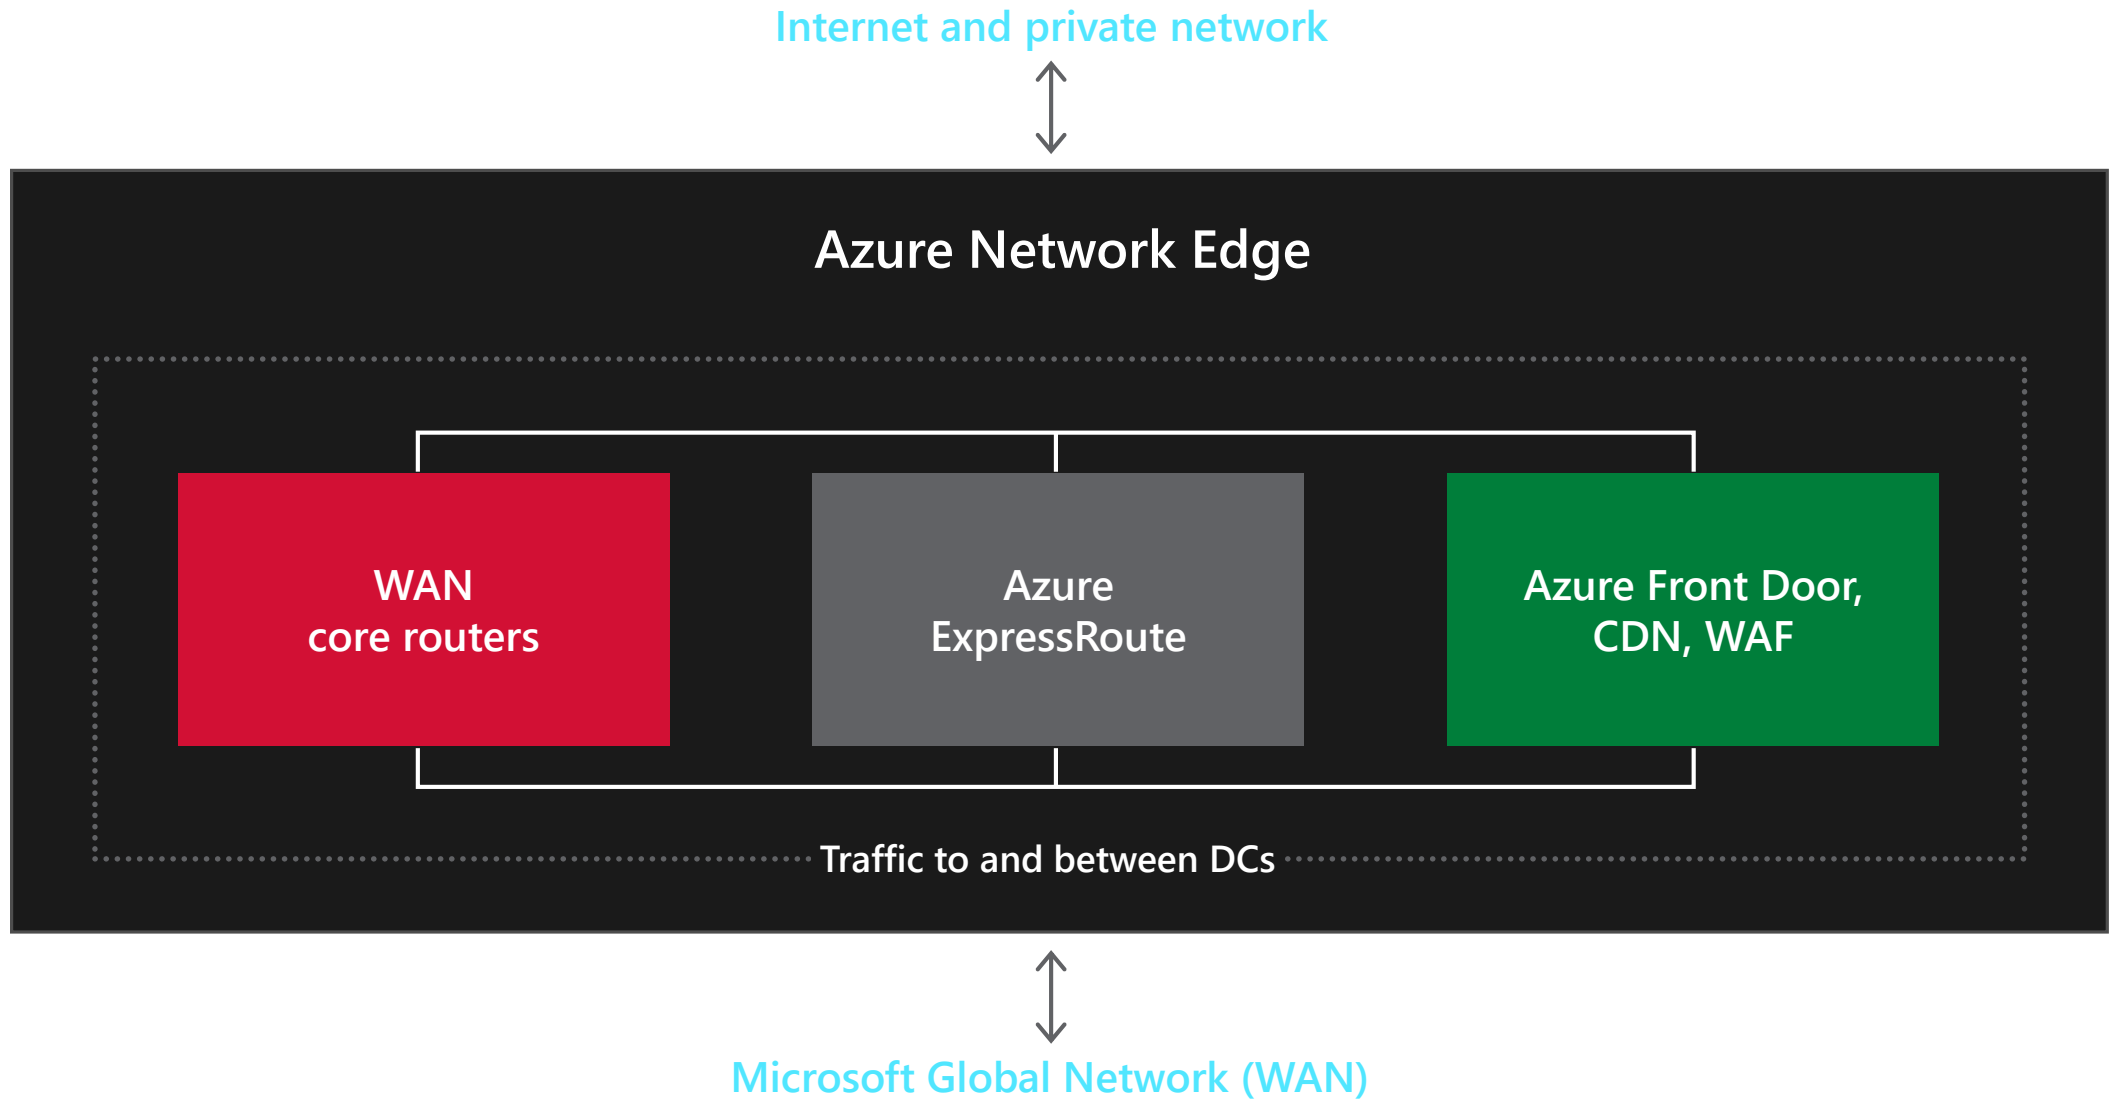 Internet and private network
Azure Network Edge
WAN
core routers
Azure
ExpressRoute
Azure Front Door,
CDN, WAF
Traffic to and between DCs
Microsoft Global Network (WAN)